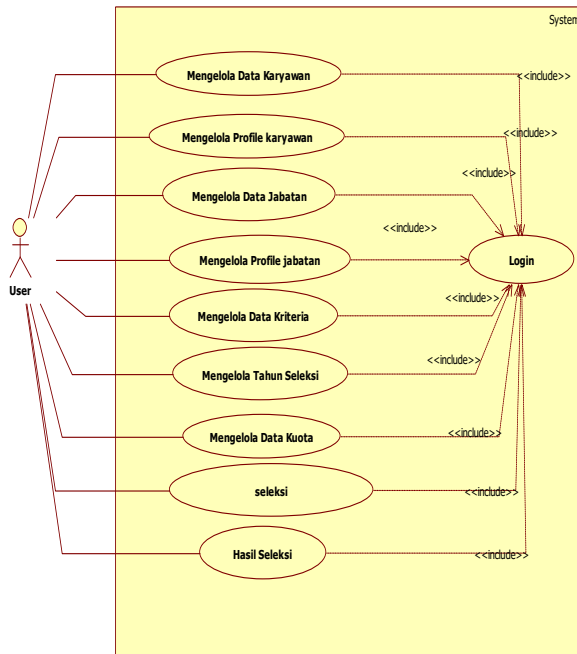 System
Mengelola Data Karyawan
<<include>>
Mengelola Profile karyawan
<<include>>
<<include>>
Mengelola Data Jabatan
<<include>>
Mengelola Profile jabatan
Login
User
<<include>>
Mengelola Data Kriteria
<<include>>
Mengelola Tahun Seleksi
<<include>>
Mengelola Data Kuota
seleksi
<<include>>
Hasil Seleksi
<<include>>